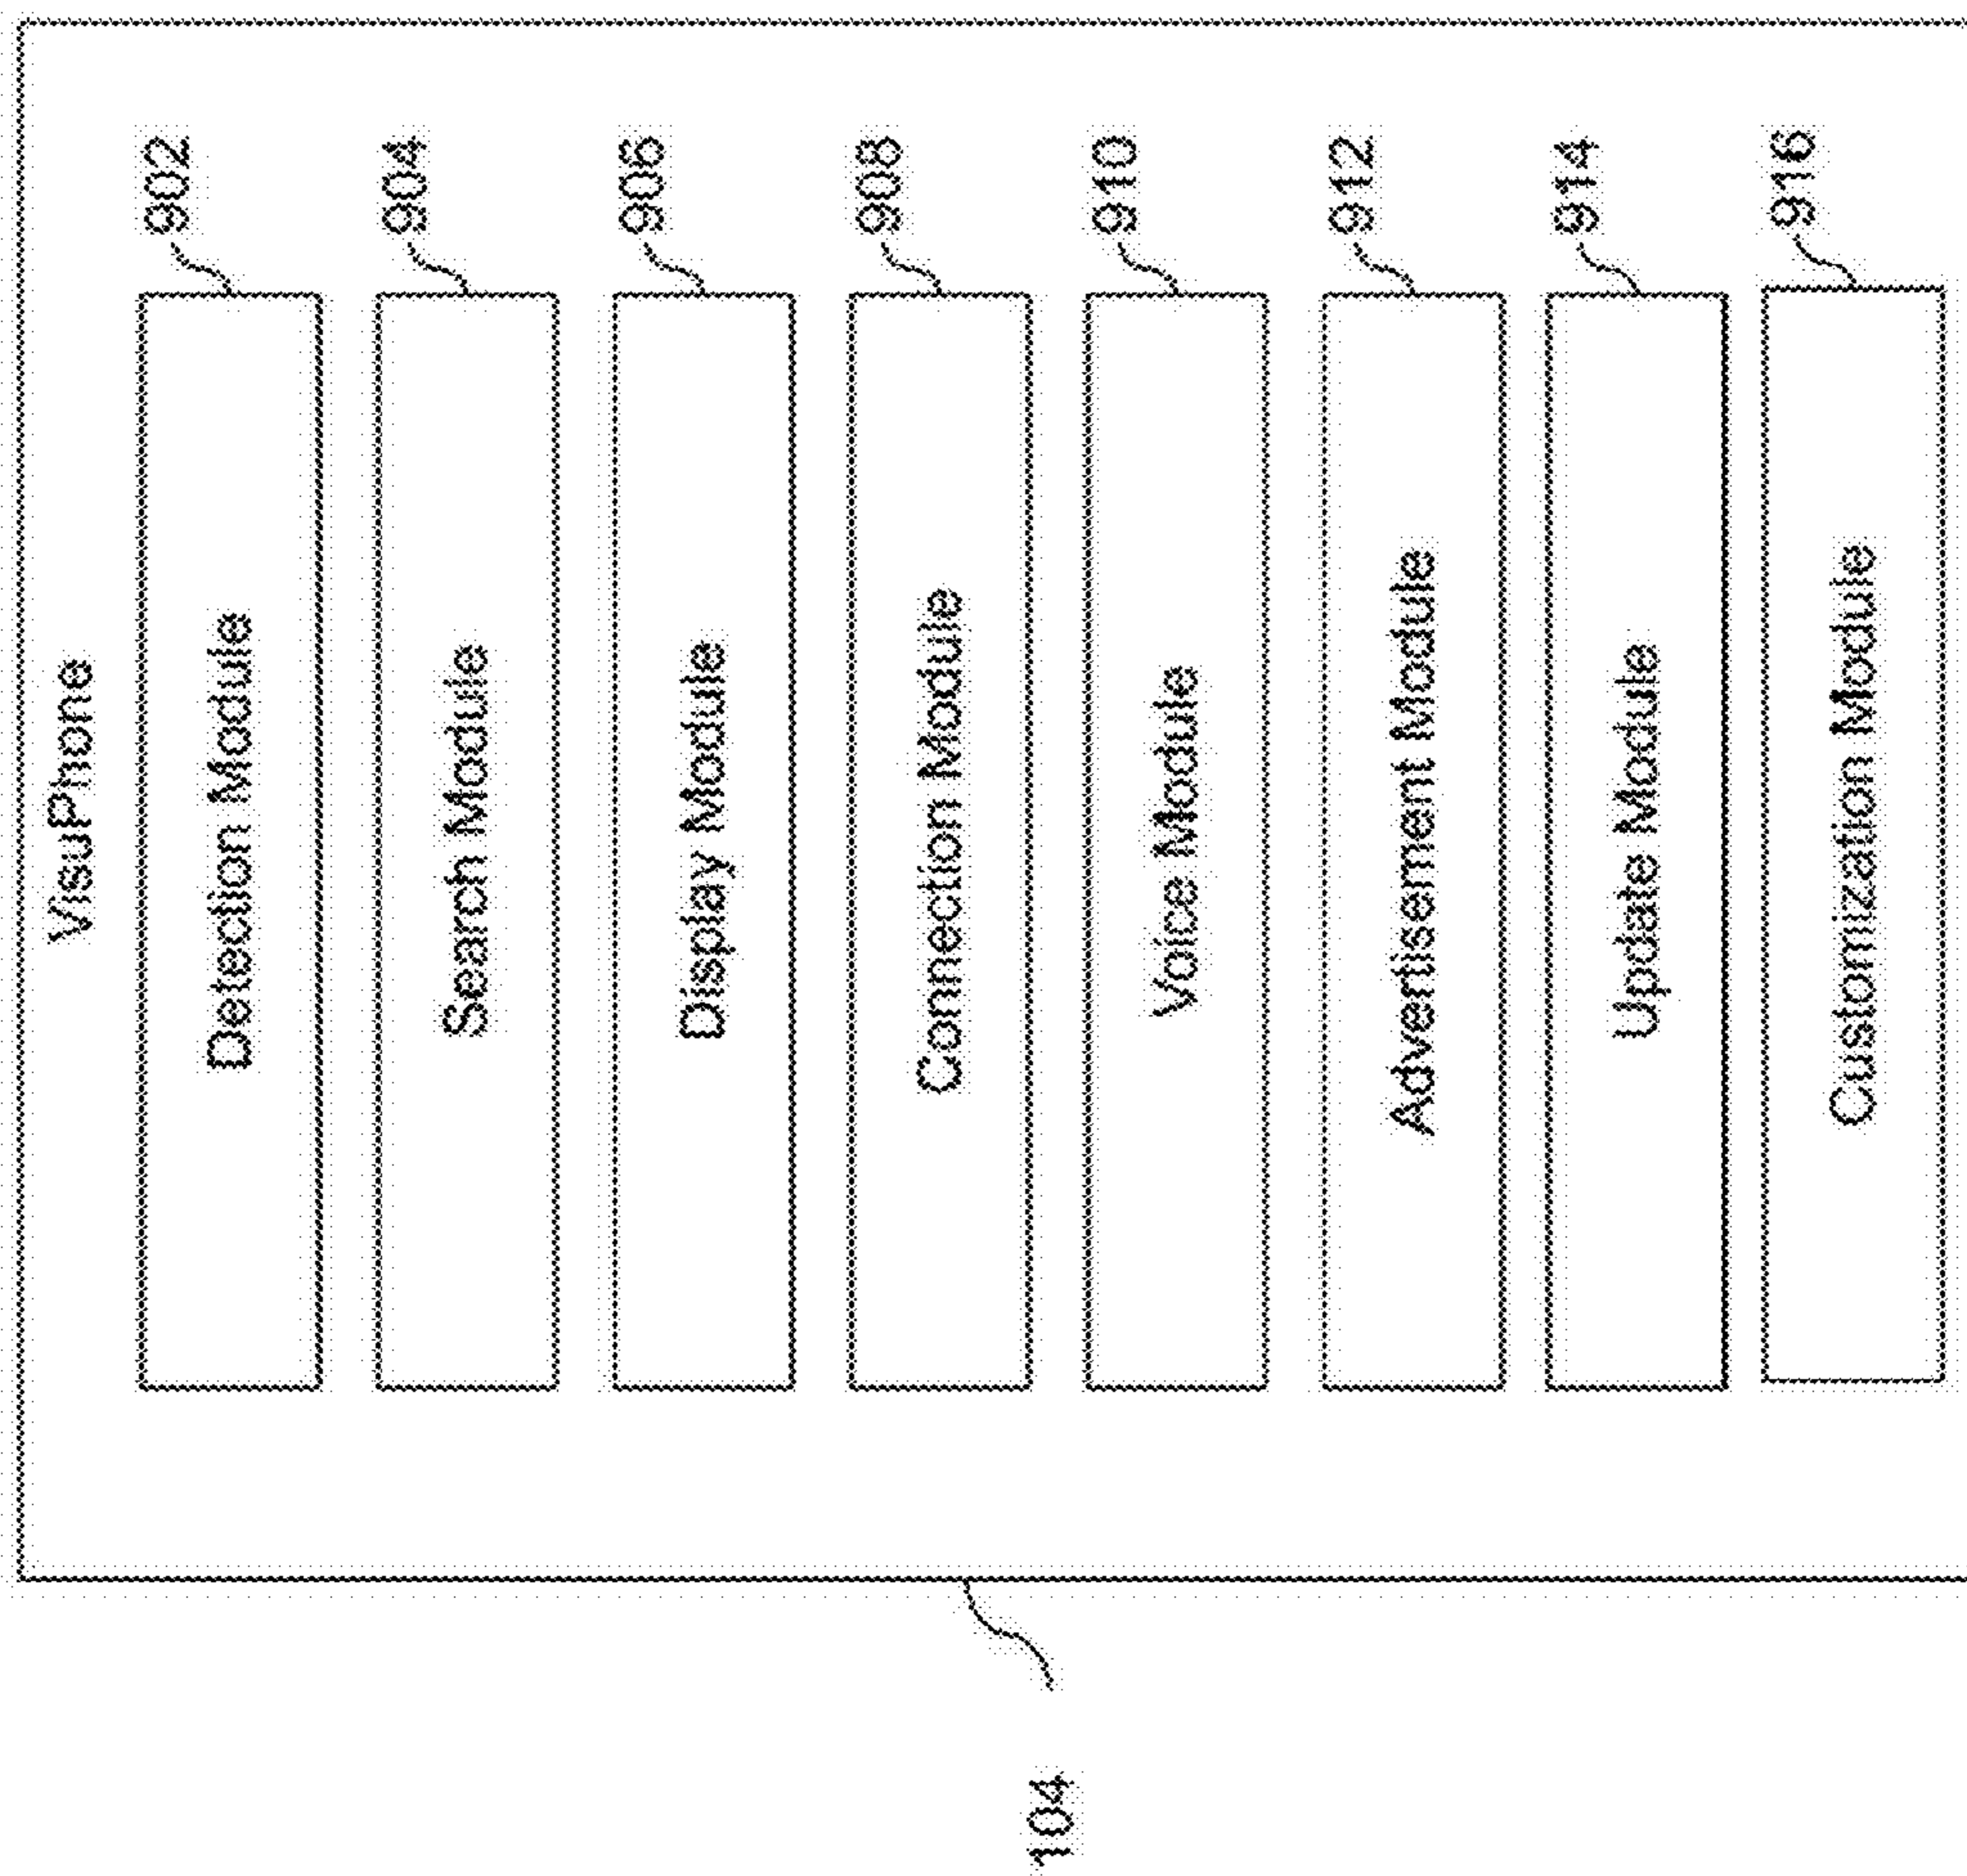 VisuPhone
902
Detection Module
904
Search Module
906
Display Module
908
Connection Module
910
Voice Module
912
Advertisement Module
914
Update Module
916
Customization Module
104